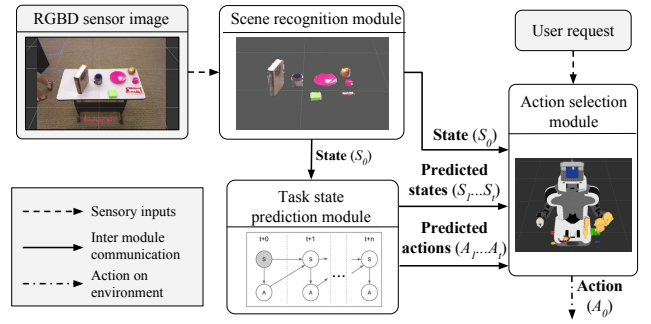 RGBD sensor image
Scene recognition module
User request
Action selection
module
State (S0)
State (S0)
Predicted
states (S1...St)
Predicted
actions (A1...At)
Task state
prediction module
t+0 t+1 t+n
S S S
...
A A A
Sensory inputs
Inter module
communication
Action on
environment
Action
(A0)